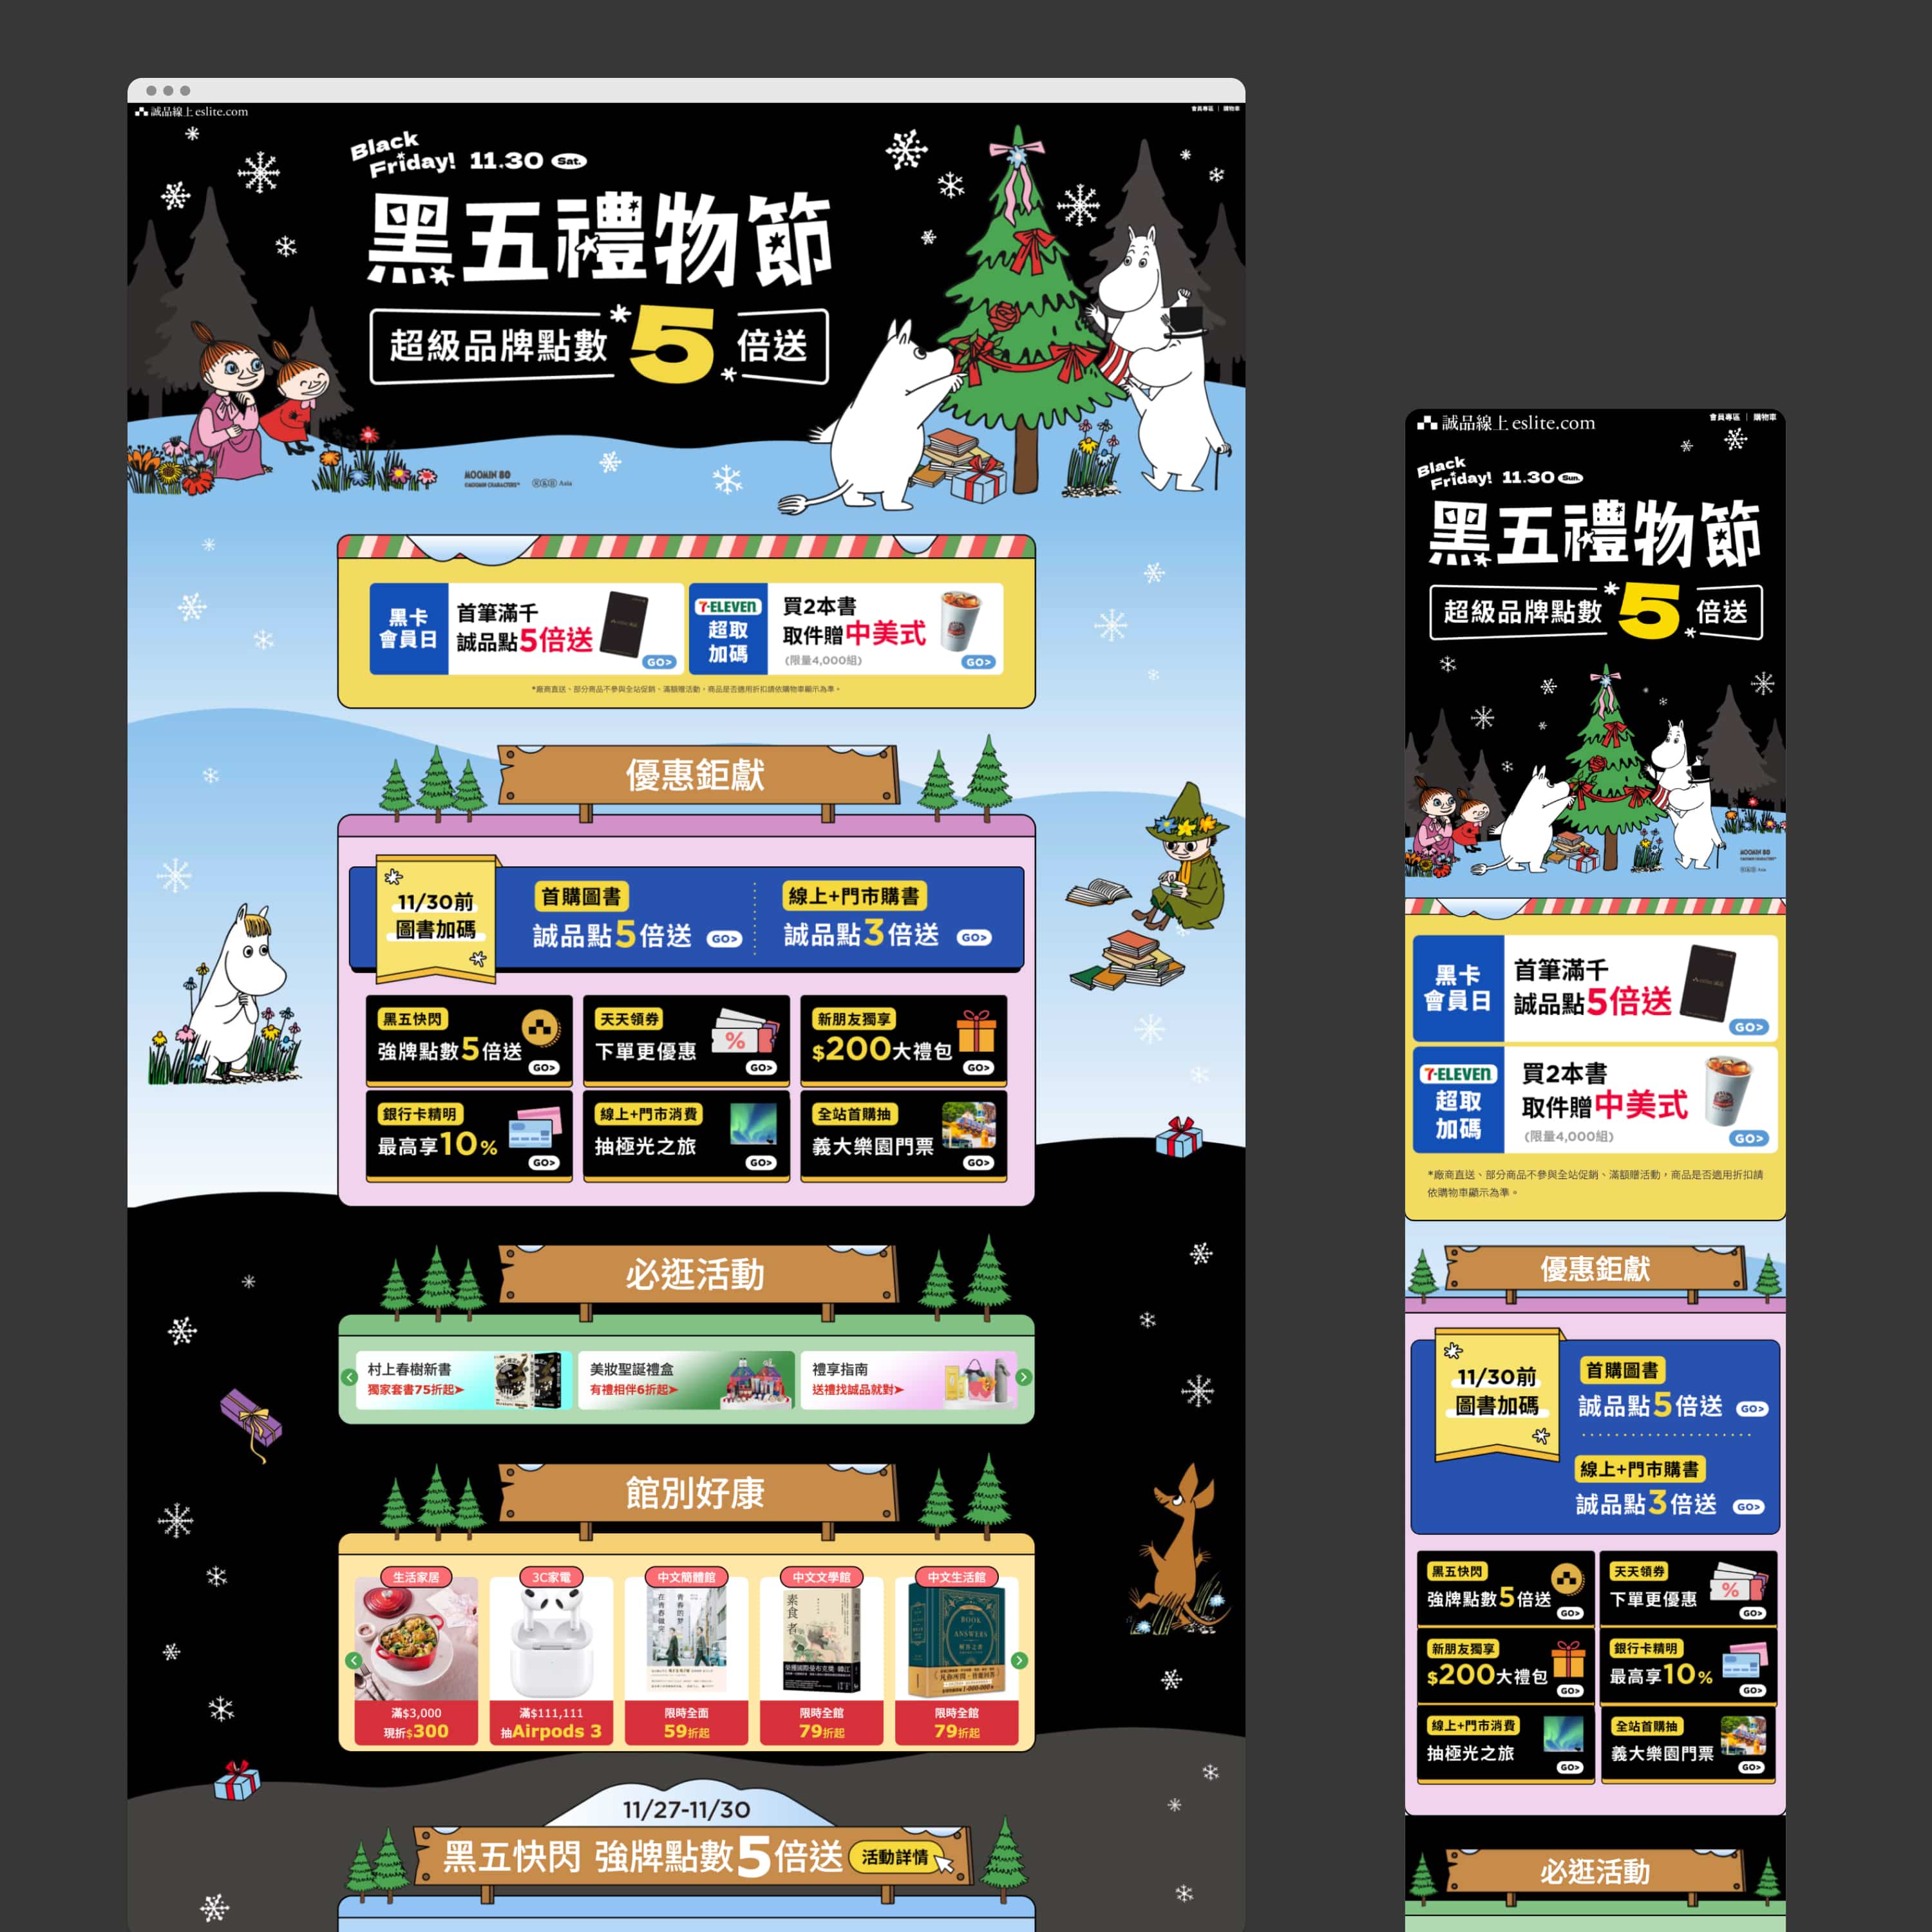 誠品線上 eslite.com
會員專區 | 購物車
Black
Friday! 11.30 Sat.
黑五禮物節
超級品牌點數5倍送
MOOMIN 80
©MOOMIN CHARACTERS™
R&B Asia
黑卡
會員日
首筆滿千
誠品點5倍送
GO>
7-ELEVEN
超取
加碼
買2本書
取件贈中美式
(限量4,000組)
GO>
*廠商直送、部分商品不參與全站促銷、滿額贈活動，商品是否適用折扣請依購物車顯示為準。
優惠鉅獻
11/30前
圖書加碼
首購圖書
誠品點5倍送 GO>
線上+門市購書
誠品點3倍送 GO>
黑五快閃
強牌點數5倍送
GO>
天天領券
下單更優惠
%
GO>
新朋友獨享
$200大禮包
GO>
銀行卡精明
最高享10%
GO>
線上+門市消費
抽極光之旅
GO>
全站首購抽
義大樂園門票
GO>
必逛活動
村上春樹新書
獨家套書75折起➤
美妝聖誕禮盒
有禮相伴6折起➤
禮享指南
送禮找誠品就對➤
館別好康
生活家居
滿$3,000
現折$300
3C家電
滿$111,111
抽Airpods 3
中文簡體館
限時全面
59折起
中文文學館
素食者
限時全館
79折起
中文生活館
THE
BOOK
of
ANSWERS
解答之書
限時全館
79折起
11/27-11/30
黑五快閃 強牌點數5倍送 活動詳情
誠品線上 eslite.com
會員專區 | 購物車
Black
Friday! 11.30 Sun.
黑五禮物節
超級品牌點數5倍送
MOOMIN 80
©MOOMIN CHARACTERS™
黑卡
會員日
首筆滿千
誠品點5倍送
GO>
7-ELEVEN
超取
加碼
買2本書
取件贈中美式
(限量4,000組)
GO>
*廠商直送、部分商品不參與全站促銷、滿額贈活動，商品是否適用折扣請
依購物車顯示為準。
優惠鉅獻
11/30前
圖書加碼
首購圖書
誠品點5倍送 GO>
線上+門市購書
誠品點3倍送 GO>
黑五快閃
強牌點數5倍送
GO>
天天領券
下單更優惠
%
GO>
新朋友獨享
$200大禮包
GO>
銀行卡精明
最高享10%
GO>
線上+門市消費
抽極光之旅
GO>
全站首購抽
義大樂園門票
GO>
必逛活動